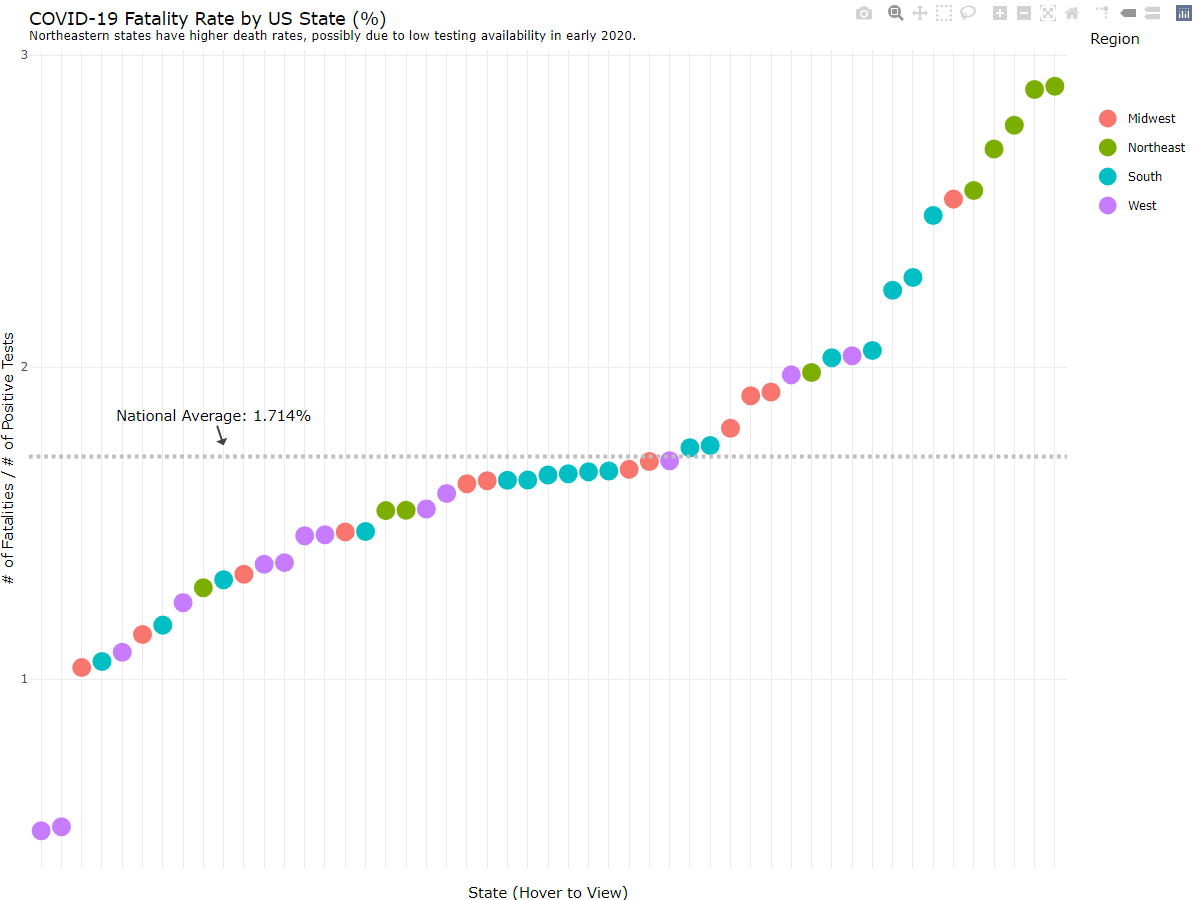 COVID-19 Fatality Rate by US State (%)
Northeastern states have higher death rates, possibly due to low testing availability in early 2020.
Region
Midwest
Northeast
South
West
3
2
1
# of Fatalities / # of Positive Tests
National Average: 1.714%
State (Hover to View)